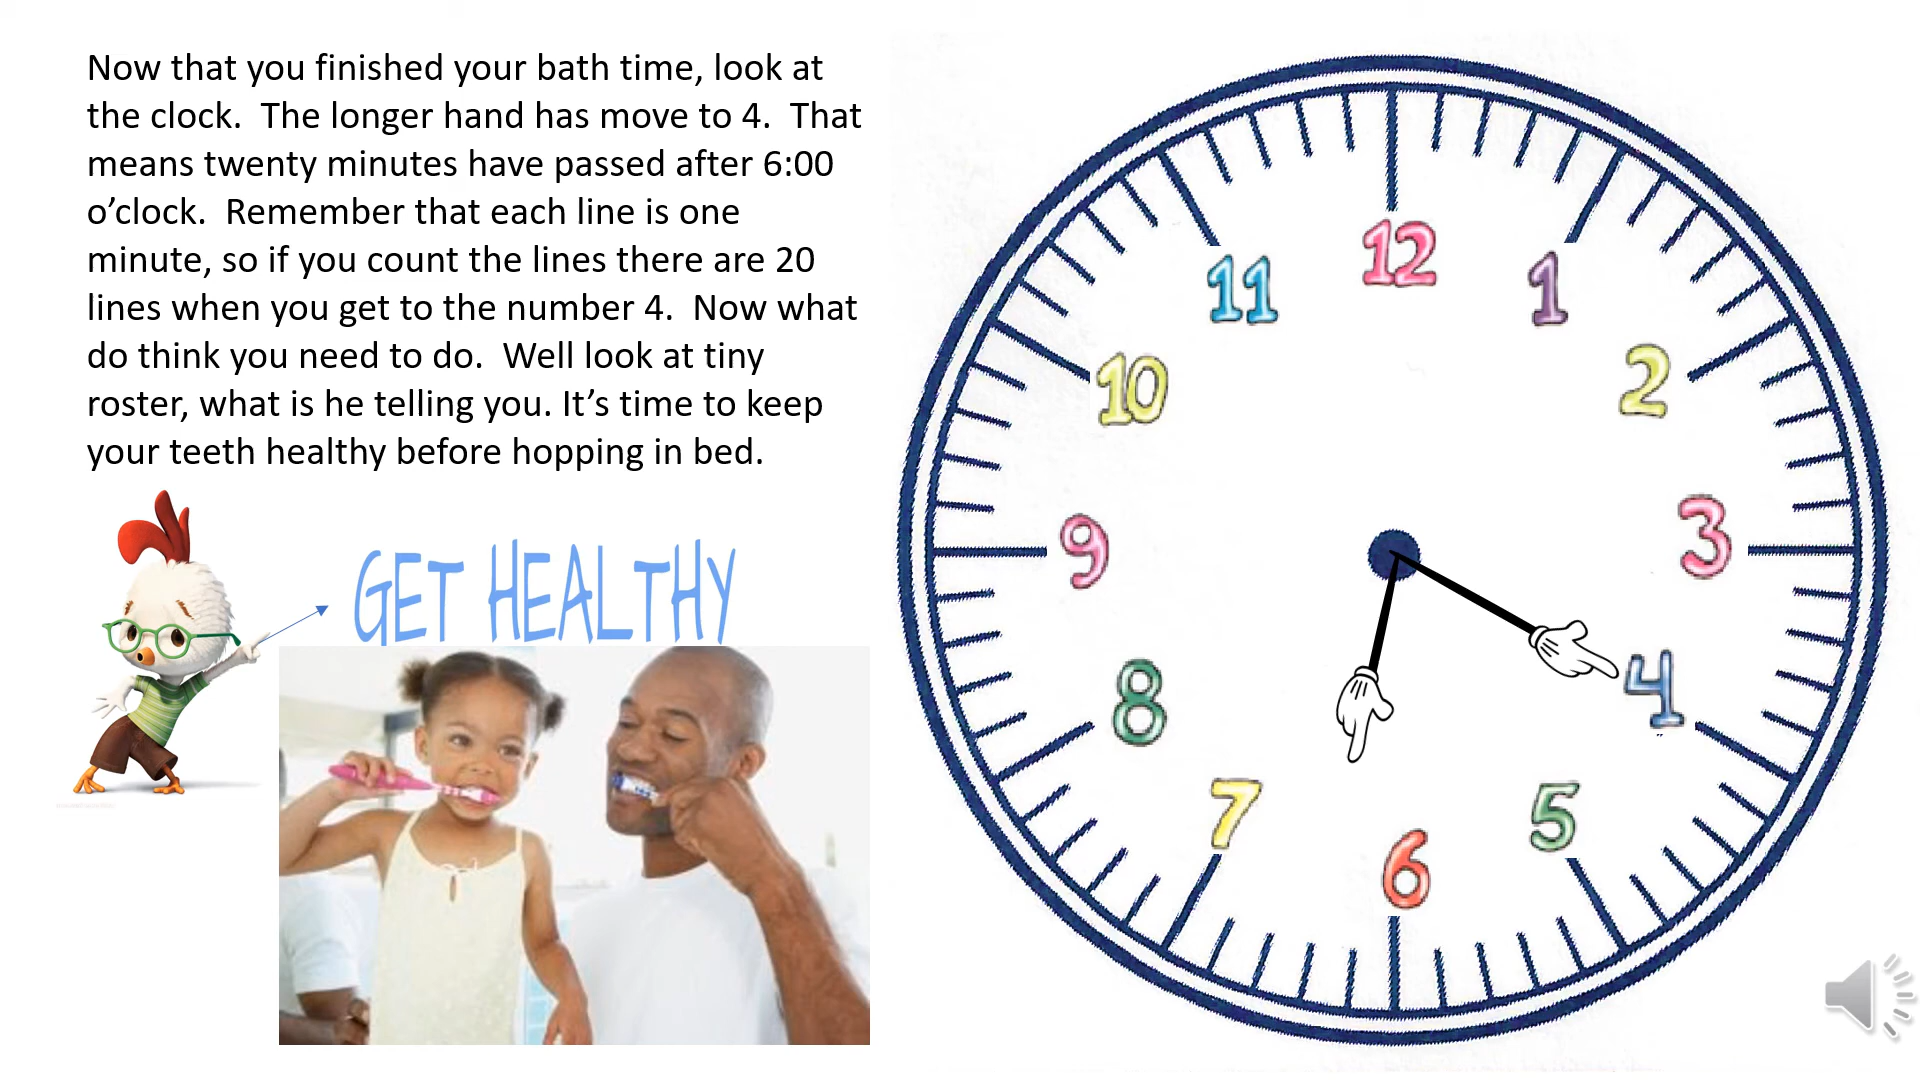 Now that you finished your bath time, look at
the clock.  The longer hand has move to 4.  That
means twenty minutes have passed after 6:00
o’clock.  Remember that each line is one
minute, so if you count the lines there are 20
lines when you get to the number 4.  Now what
do think you need to do.  Well look at tiny
roster, what is he telling you. It’s time to keep
your teeth healthy before hopping in bed.
GET HEALTHY
12
1
2
3
4
5
6
7
8
9
10
11